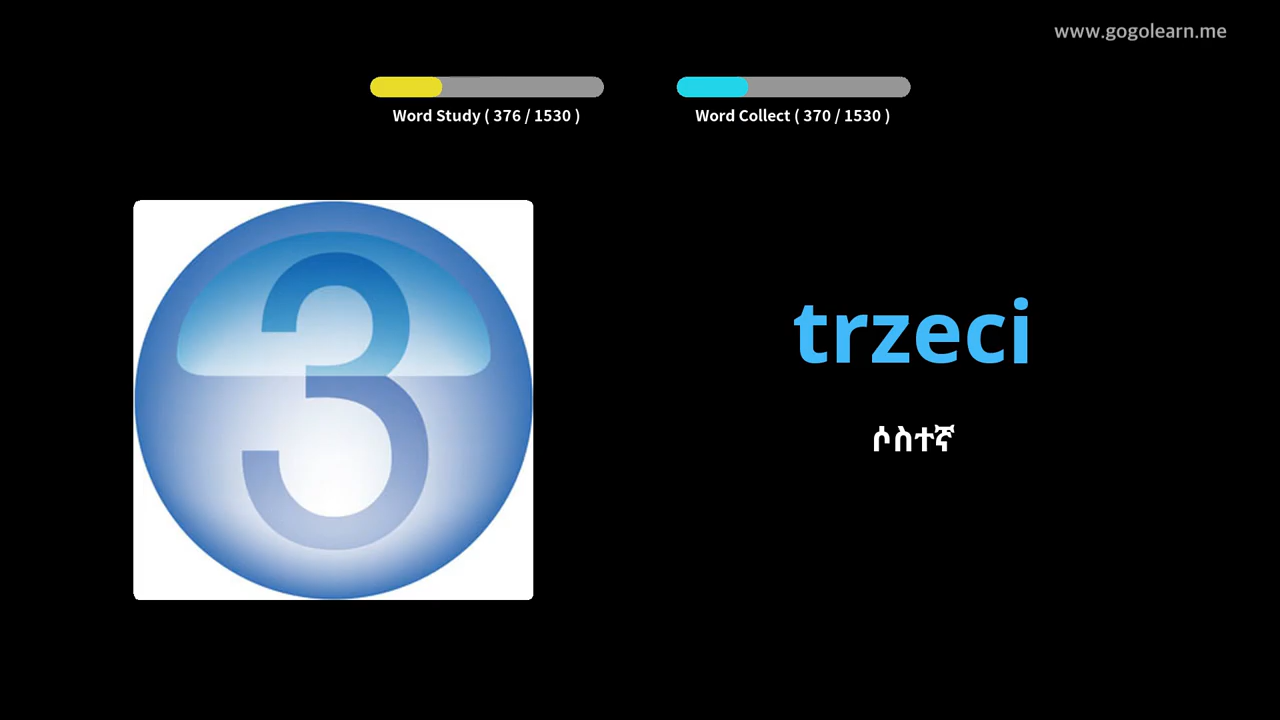 www.gogolearn.me
Word Study ( 376 / 1530 )
Word Collect ( 370 / 1530 )
3
trzeci
ሶስተኛ